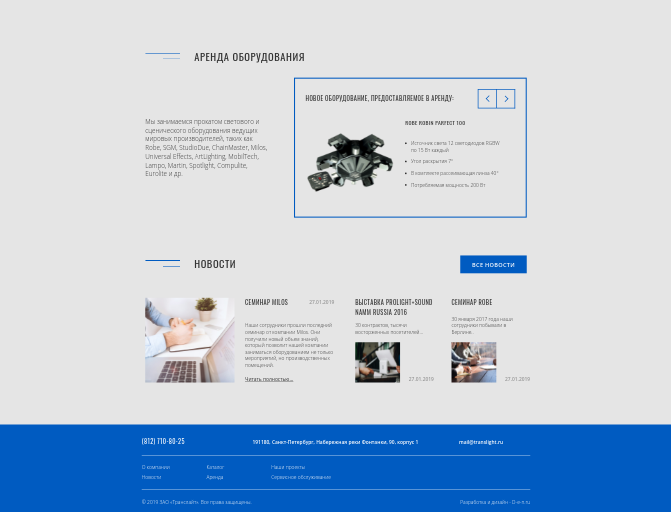 АРЕНДА ОБОРУДОВАНИЯ
Мы занимаемся прокатом светового и
сценического оборудования ведущих
мировых производителей, таких как
Robe, SGM, StudioDue, ChainMaster, Milos,
Universal Effects, ArtLighting, MobilTech,
Lampo, Martin, Spotlight, Compulite,
Eurolite и др.
НОВОЕ ОБОРУДОВАНИЕ, ПРЕДОСТАВЛЯЕМОЕ В АРЕНДУ:
ROBE ROBIN PARFECT 100
Источник света 12 светодиодов RGBW
по 15 Вт каждый
Угол раскрытия 7°
В комплекте рассеивающая линза 40°
Потребляемая мощность 200 Вт
НОВОСТИ
ВСЕ НОВОСТИ
СЕМИНАР MILOS
27.01.2019
Наши сотрудники прошли последний
семинар от компании Milos. Они
получили новый объём знаний,
который позволит нашей компании
заниматься оборудованием не только
мероприятий, но производственных
помещений.
Читать полностью...
ВЫСТАВКА PROLIGHT+SOUND
NAMM RUSSIA 2016
30 контрактов, тысячи
восторженных посетителей...
27.01.2019
СЕМИНАР ROBE
30 января 2017 года наши
сотрудники побывали в
Берлине.
27.01.2019
(812) 710-80-25
191180, Санкт-Петербург. Набережная реки Фонтанки, 90, корпус 1
mail@translight.ru
О компании
Каталог
Наши проекты
Новости
Аренда
Сервисное обслуживание
© 2019 ЗАО «Транслайт». Все права защищены.
Разработка и дизайн -